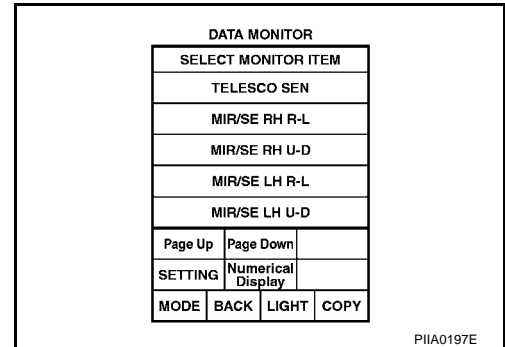 DATA MONITOR
SELECT MONITOR ITEM
TELESCO SEN
MIR/SE RH R-L
MIR/SE RH U-D
MIR/SE LH R-L
MIR/SE LH U-D
Page Up Page Down
SETTING Numerical Display
MODE BACK LIGHT COPY
PIIA0197E